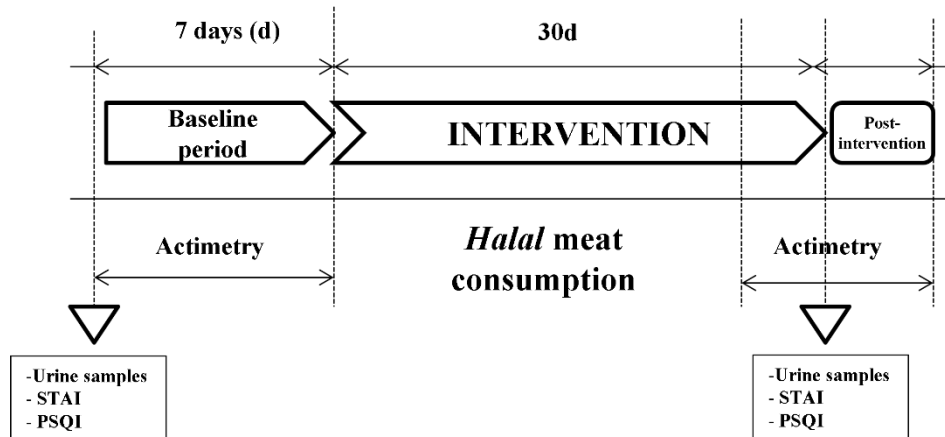 7 days (d)
30d
Baseline
period
INTERVENTION
Post-
intervention
Actimetry
Halal meat
consumption
Actimetry
-Urine samples
- STAI
- PSQI
-Urine samples
- STAI
- PSQI